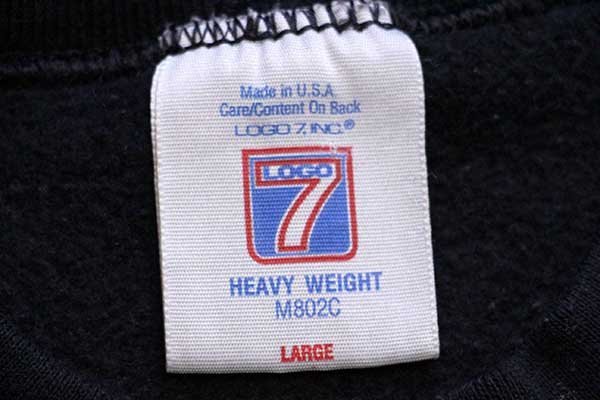 Made in U.S.A.
Care/Content On Back
LOGO 7, INC.®
LOGO
7
HEAVY WEIGHT
M802C
LARGE